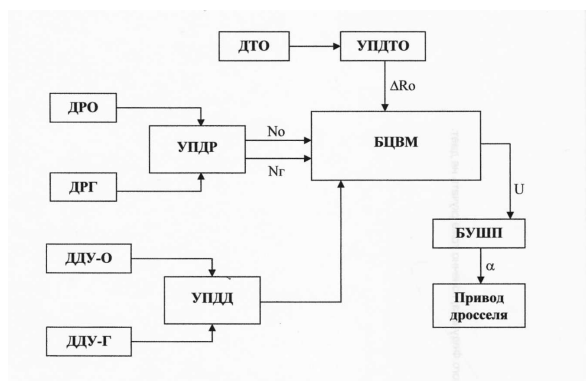 ДТО
УПДТО
ΔRo
ДРО
УПДР
No
Nг
БЦВМ
ДРГ
U
ДДУ-О
БУШП
α
УПДД
Привод
дросселя
ДДУ-Г